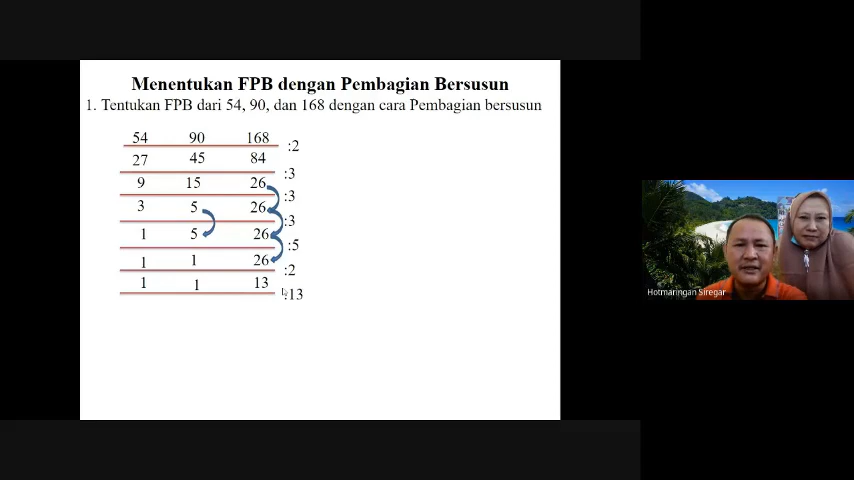 Menentukan FPB dengan Pembagian Bersusun
1. Tentukan FPB dari 54, 90, dan 168 dengan cara Pembagian bersusun
54 90 168 :2
27 45 84 :3
9 15 26 :3
3 5 26 :3
1 5 26 :5
1 1 26 :2
1 1 13 :13
Hotmaringan Siregar